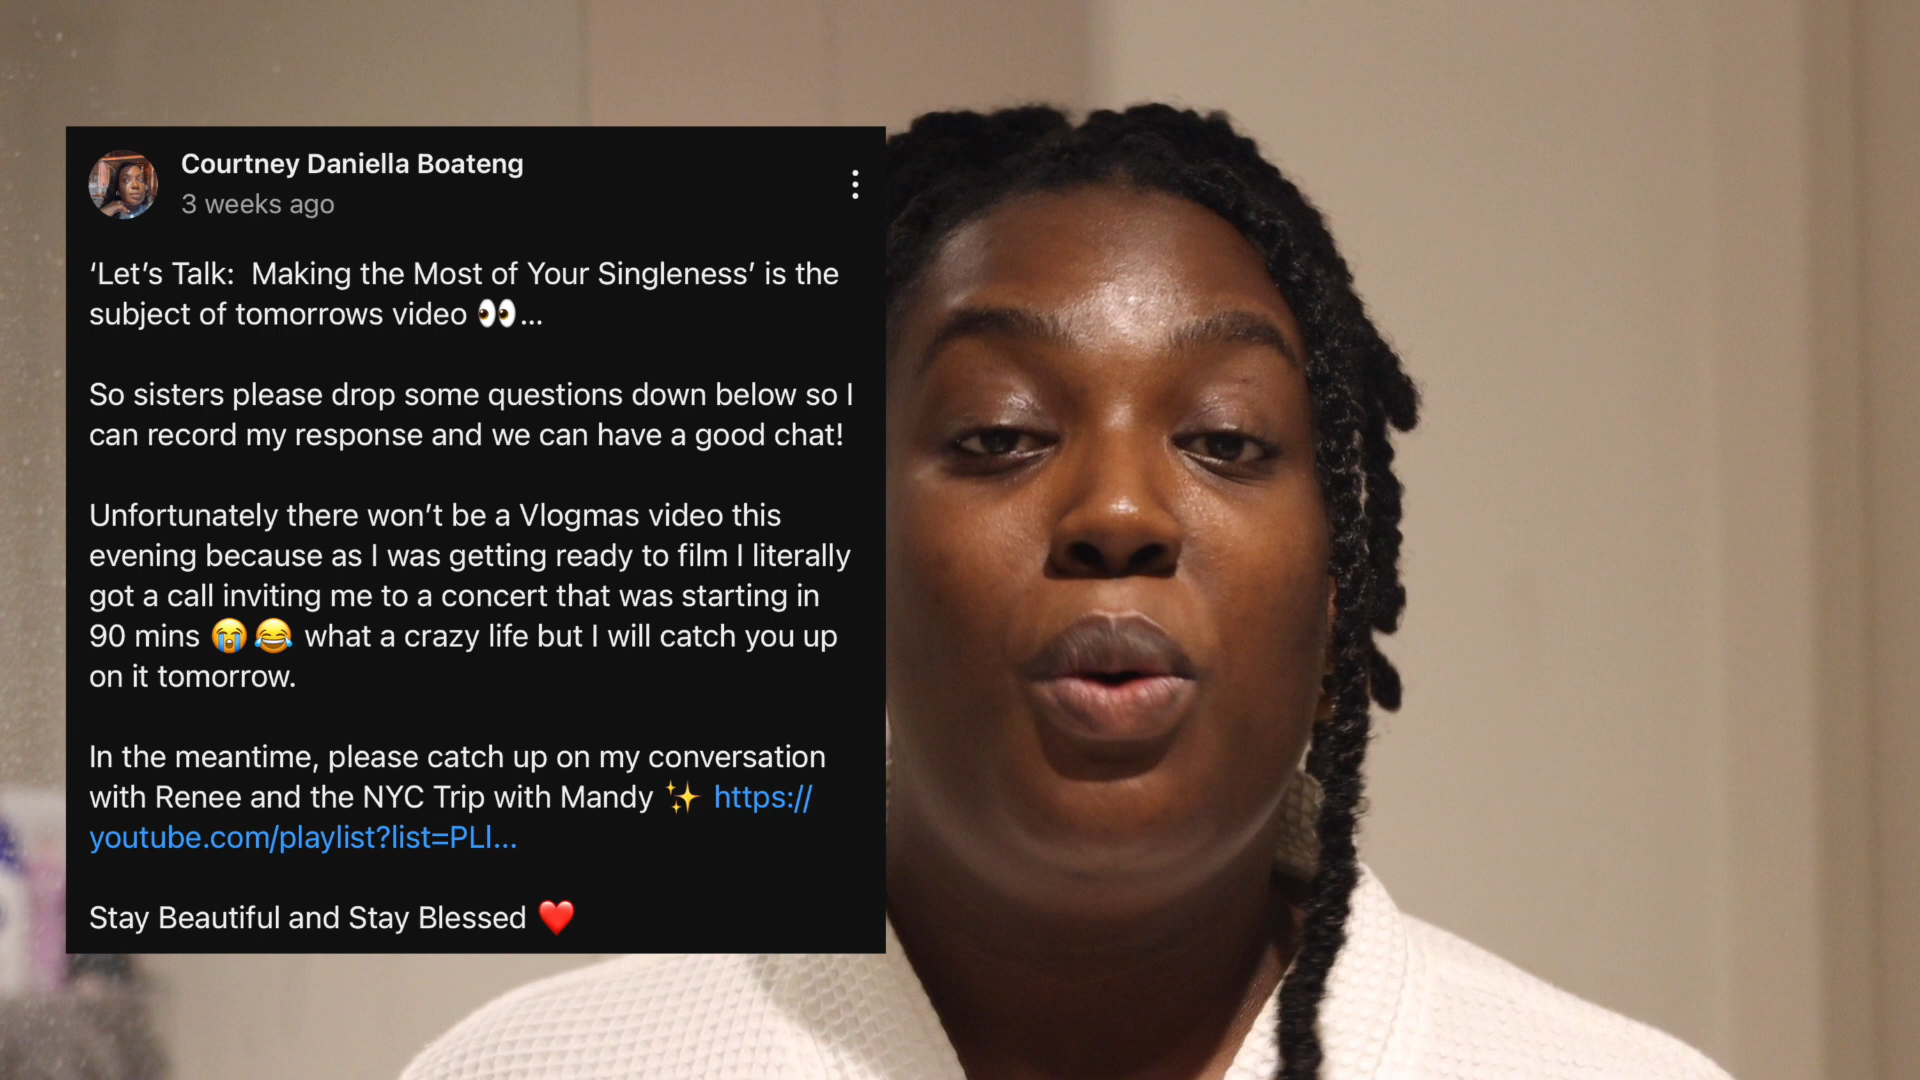 Courtney Daniella Boateng
3 weeks ago
‘Let’s Talk:  Making the Most of Your Singleness’ is the
subject of tomorrows video 👀...
So sisters please drop some questions down below so I
can record my response and we can have a good chat!
Unfortunately there won’t be a Vlogmas video this
evening because as I was getting ready to film I literally
got a call inviting me to a concert that was starting in
90 mins 😭😂 what a crazy life but I will catch you up
on it tomorrow.
In the meantime, please catch up on my conversation
with Renee and the NYC Trip with Mandy ✨ https://
youtube.com/playlist?list=PLl...
Stay Beautiful and Stay Blessed ❤️